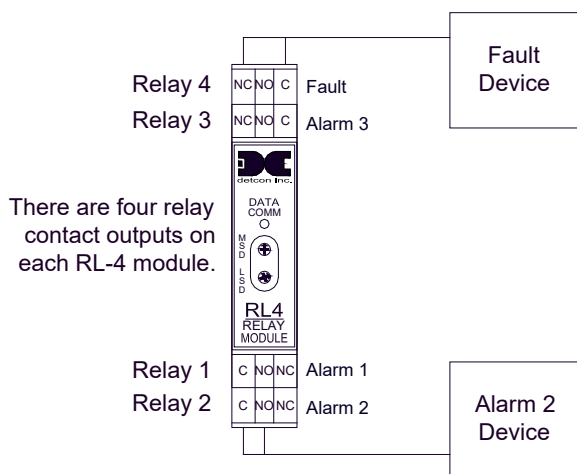 Fault
Device
Relay 4 NC NO C Fault
Relay 3 NC NO C Alarm 3
detcon Inc.
There are four relay
contact outputs on
each RL-4 module.
DATA
COMM
MSD
LSD
RL4
RELAY
MODULE
Relay 1 C NO NC Alarm 1
Relay 2 C NO NC Alarm 2
Alarm 2
Device